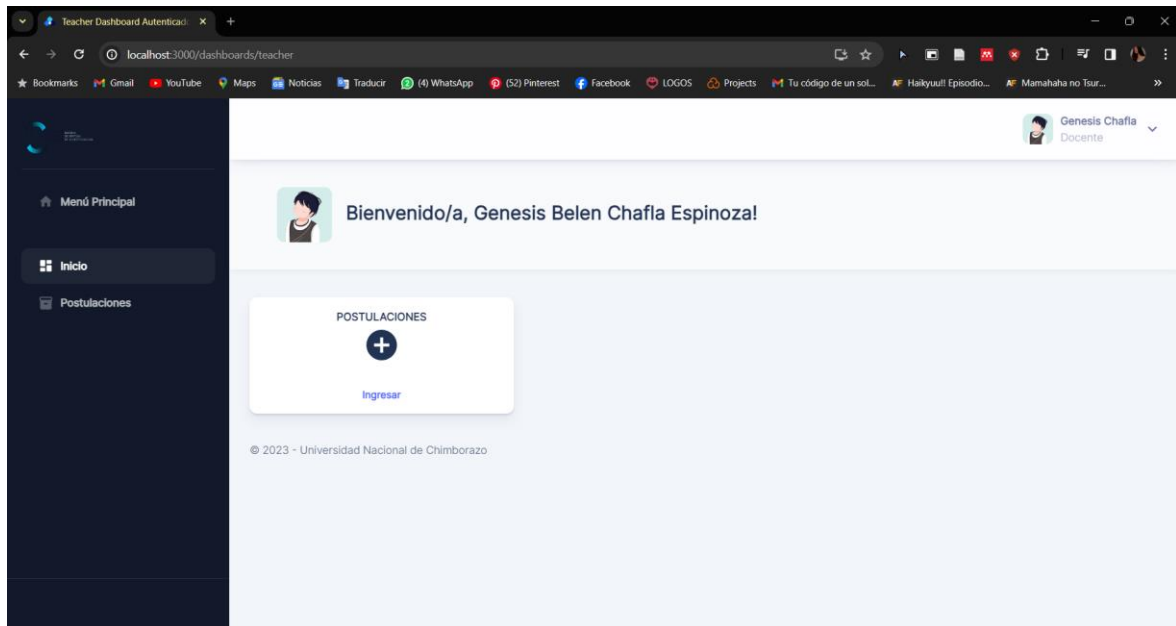 Teacher Dashboard Autenticad
localhost:3000/dashboards/teacher
Bookmarks Gmail YouTube Maps Noticias Traducir (4) WhatsApp (52) Pinterest Facebook LOGOS Projects Tu código de un sol... Haikyuu!! Episodio... Mamahaha no Tsur...
Genesis Chafla
Docente
Menú Principal
Bienvenido/a, Genesis Belen Chafla Espinoza!
Inicio
Postulaciones
POSTULACIONES
Ingresar
© 2023 - Universidad Nacional de Chimborazo